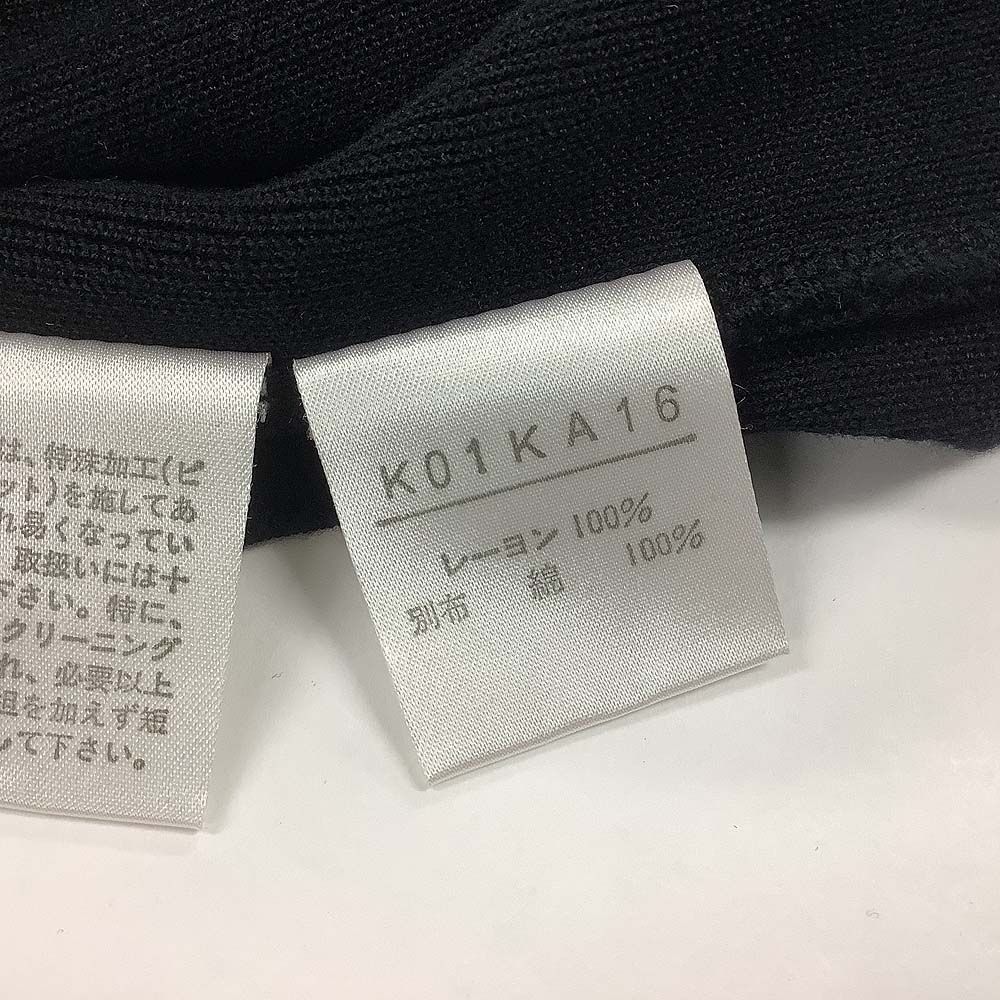 は、特殊加工(ピ
ット)を施してあ
れ易くなってい
取扱いには十
下さい。特に、
クリーニング
れ、必要以上
を加えず短
して下さい。
K01KA16
レーヨン 100%
別布 綿 100%